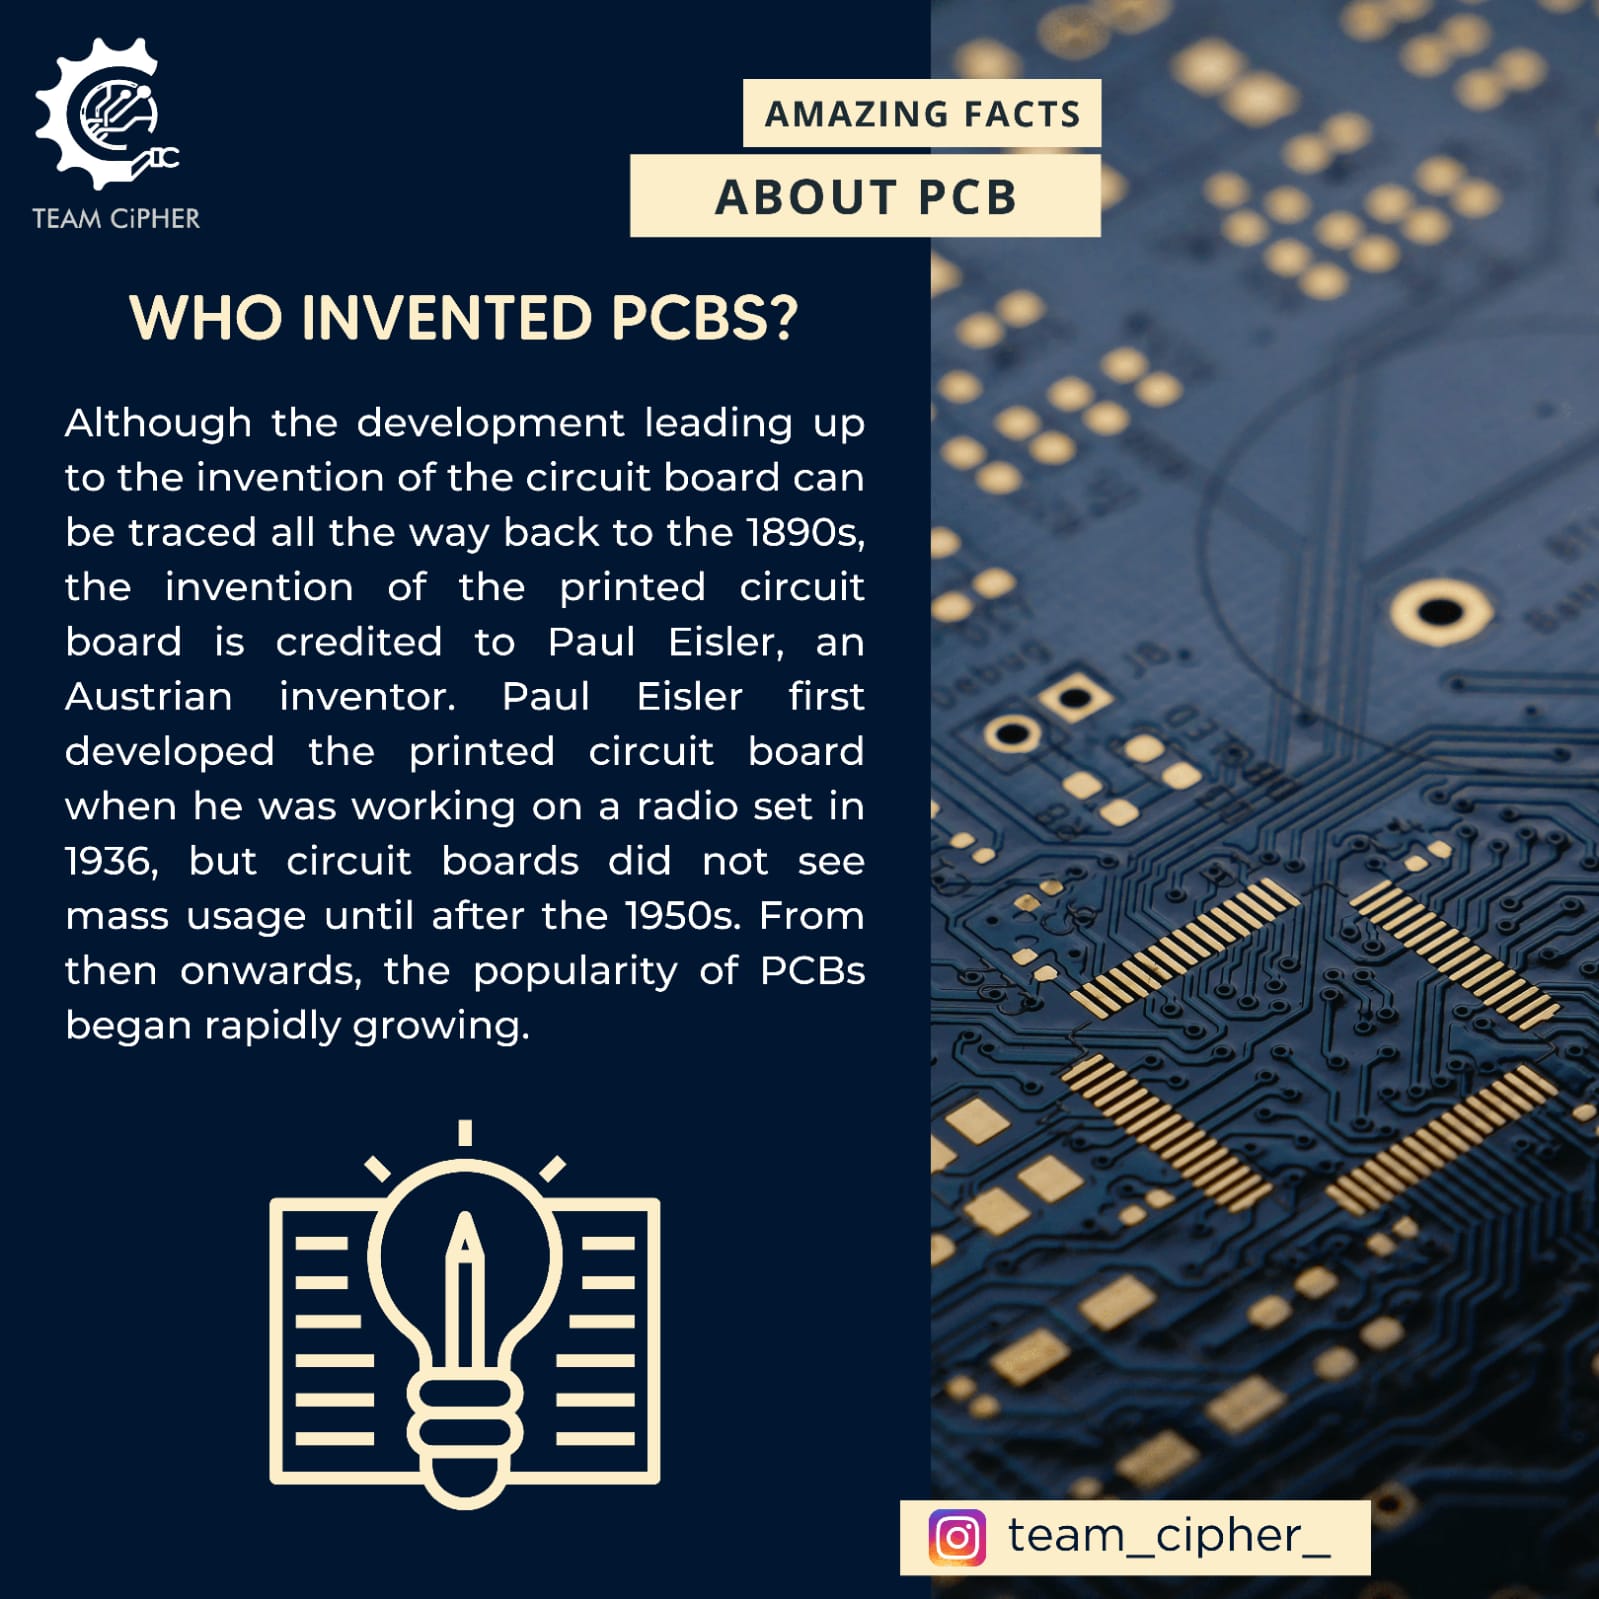 TEAM CiPHER
AMAZING FACTS
ABOUT PCB
WHO INVENTED PCBS?
Although the development leading up
to the invention of the circuit board can
be traced all the way back to the 1890s,
the invention of the printed circuit
board is credited to Paul Eisler, an
Austrian inventor. Paul Eisler first
developed the printed circuit board
when he was working on a radio set in
1936, but circuit boards did not see
mass usage until after the 1950s. From
then onwards, the popularity of PCBs
began rapidly growing.
Debug
J8
R8
team_cipher_